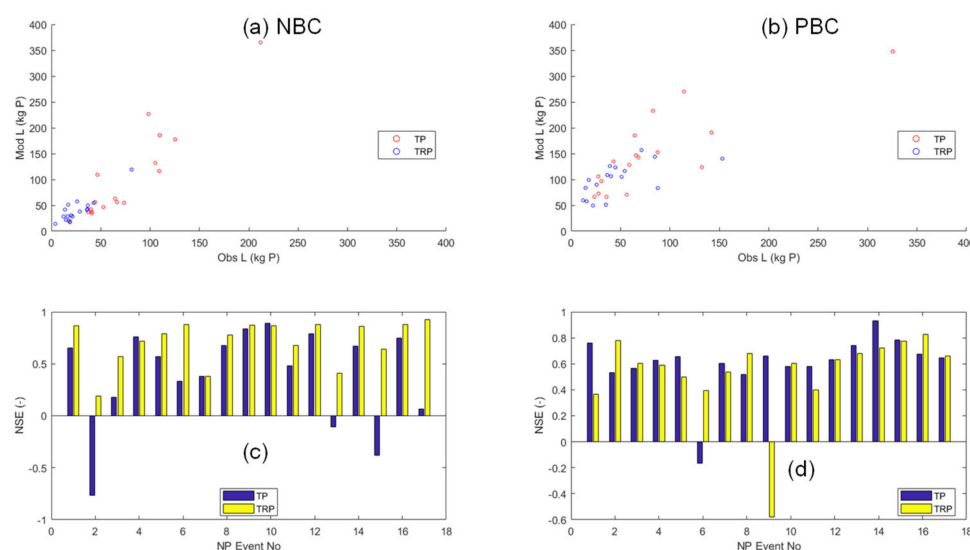 (a) NBC
400
350
300
250
200
150
100
50
0
Mod L (kg P)
TP
TRP
0 50 100 150 200 250 300 350 400
Obs L (kg P)
(b) PBC
400
350
300
250
200
150
100
50
0
Mod L (kg P)
TP
TRP
0 50 100 150 200 250 300 350 400
Obs L (kg P)
1
0.5
0
-0.5
-1
NSE (-)
(c)
TP
TRP
0 2 4 6 8 10 12 14 16 18
NP Event No
1
0.8
0.6
0.4
0.2
0
-0.2
-0.4
-0.6
NSE (-)
(d)
TP
TRP
0 2 4 6 8 10 12 14 16 18
NP Event No